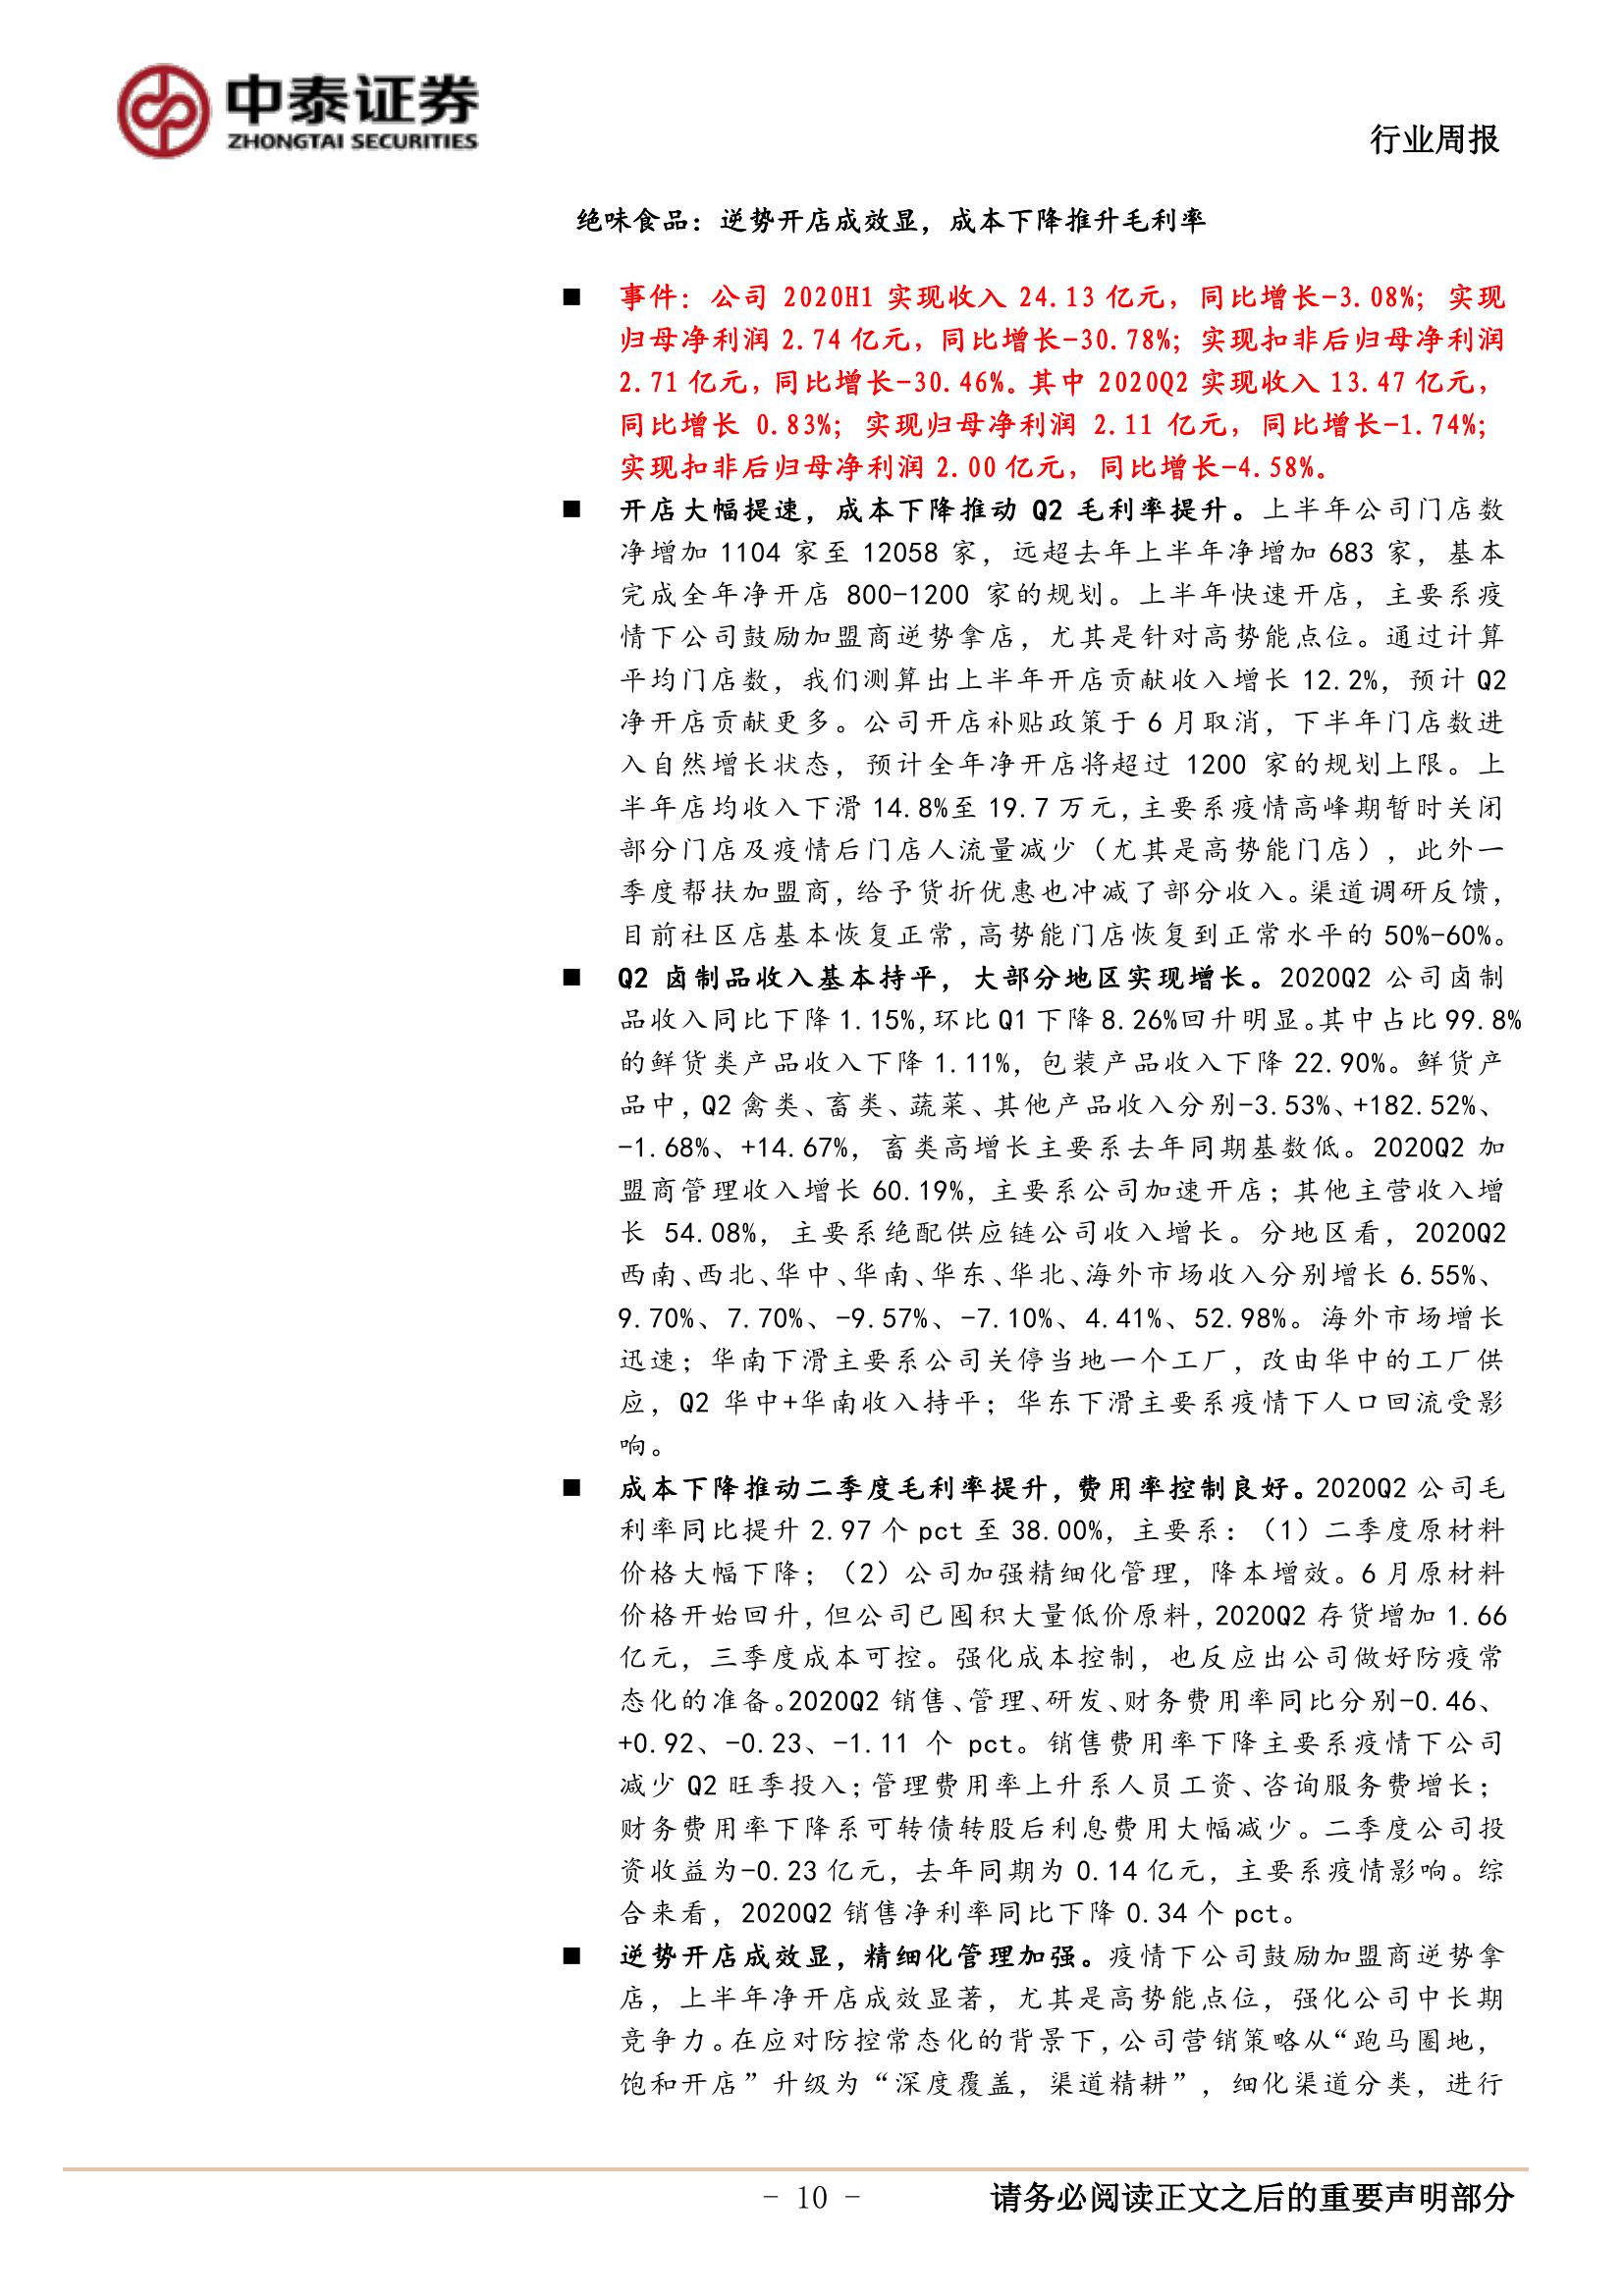 中泰证券
ZHONGTAI SECURITIES
行业周报
绝味食品：逆势开店成效显，成本下降推升毛利率
■ 事件：公司 2020H1 实现收入 24.13 亿元，同比增长-3.08%；实现
归母净利润 2.74 亿元，同比增长-30.78%；实现扣非后归母净利润
2.71 亿元，同比增长-30.46%。其中 2020Q2 实现收入 13.47 亿元，
同比增长 0.83%；实现归母净利润 2.11 亿元，同比增长-1.74%；
实现扣非后归母净利润 2.00 亿元，同比增长-4.58%。
■ 开店大幅提速，成本下降推动 Q2 毛利率提升。上半年公司门店数
净增加 1104 家至 12058 家，远超去年上半年净增加 683 家，基本
完成全年净开店 800-1200 家的规划。上半年快速开店，主要系疫
情下公司鼓励加盟商逆势拿店，尤其是针对高势能点位。通过计算
平均门店数，我们测算出上半年开店贡献收入增长 12.2%，预计 Q2
净开店贡献更多。公司开店补贴政策于 6 月取消，下半年门店数进
入自然增长状态，预计全年净开店将超过 1200 家的规划上限。上
半年店均收入下滑 14.8%至 19.7 万元，主要系疫情高峰期暂时关闭
部分门店及疫情后门店人流量减少（尤其是高势能门店），此外一
季度帮扶加盟商，给予货折优惠也冲减了部分收入。渠道调研反馈，
目前社区店基本恢复正常，高势能门店恢复到正常水平的 50%-60%。
■ Q2 卤制品收入基本持平，大部分地区实现增长。2020Q2 公司卤制
品收入同比下降 1.15%，环比 Q1 下降 8.26%回升明显。其中占比 99.8%
的鲜货类产品收入下降 1.11%，包装产品收入下降 22.90%。鲜货产
品中，Q2 禽类、畜类、蔬菜、其他产品收入分别-3.53%、+182.52%、
-1.68%、+14.67%，畜类高增长主要系去年同期基数低。2020Q2 加
盟商管理收入增长 60.19%，主要系公司加速开店；其他主营收入增
长 54.08%，主要系绝配供应链公司收入增长。分地区看，2020Q2
西南、西北、华中、华南、华东、华北、海外市场收入分别增长 6.55%、
9.70%、7.70%、-9.57%、-7.10%、4.41%、52.98%。海外市场增长
迅速；华南下滑主要系公司关停当地一个工厂，改由华中的工厂供
应，Q2 华中+华南收入持平；华东下滑主要系疫情下人口回流受影
响。
■ 成本下降推动二季度毛利率提升，费用率控制良好。2020Q2 公司毛
利率同比提升 2.97 个 pct 至 38.00%，主要系：（1）二季度原材料
价格大幅下降；（2）公司加强精细化管理，降本增效。6 月原材料
价格开始回升，但公司已囤积大量低价原料，2020Q2 存货增加 1.66
亿元，三季度成本可控。强化成本控制，也反应出公司做好防疫常
态化的准备。2020Q2 销售、管理、研发、财务费用率同比分别-0.46、
+0.92、-0.23、-1.11 个 pct。销售费用率下降主要系疫情下公司
减少 Q2 旺季投入；管理费用率上升系人员工资、咨询服务费增长；
财务费用率下降系可转债转股后利息费用大幅减少。二季度公司投
资收益为-0.23 亿元，去年同期为 0.14 亿元，主要系疫情影响。综
合来看，2020Q2 销售净利率同比下降 0.34 个 pct。
■ 逆势开店成效显，精细化管理加强。疫情下公司鼓励加盟商逆势拿
店，上半年净开店成效显著，尤其是高势能点位，强化公司中长期
竞争力。在应对防控常态化的背景下，公司营销策略从“跑马圈地，
饱和开店”升级为“深度覆盖，渠道精耕”，细化渠道分类，进行
- 10 -
请务必阅读正文之后的重要声明部分